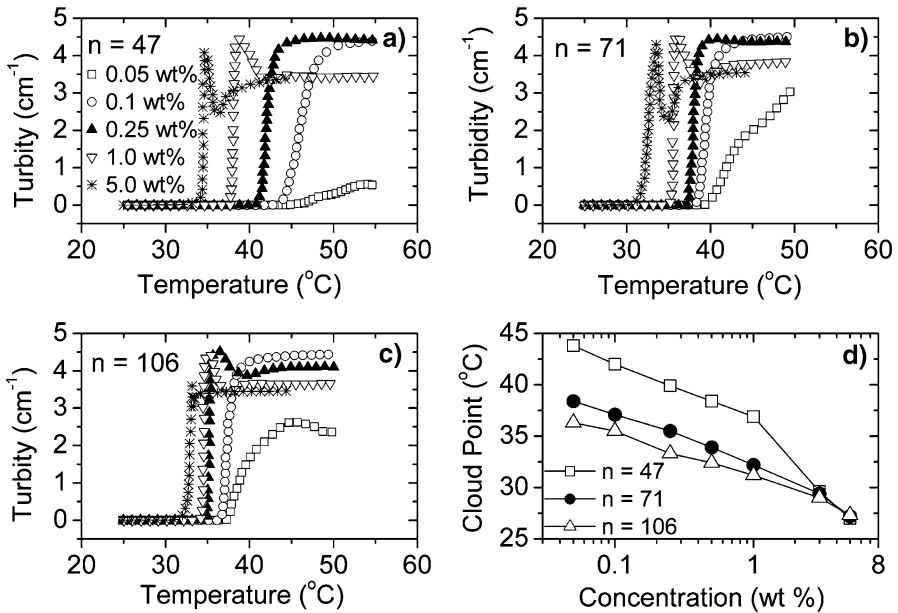 5
4
3
2
1
0
Turbity (cm⁻¹)
n = 47
a)
0.05 wt%
0.1 wt%
0.25 wt%
1.0 wt%
5.0 wt%
20 30 40 50 60
Temperature (°C)
5
4
3
2
1
0
Turbidity (cm⁻¹)
n = 71
b)
20 30 40 50 60
Temperature (°C)
5
4
3
2
1
0
Turbity (cm⁻¹)
n = 106
c)
20 30 40 50 60
Temperature (°C)
45
40
35
30
25
Cloud Point (°C)
d)
n = 47
n = 71
n = 106
0.1 1 8
Concentration (wt %)